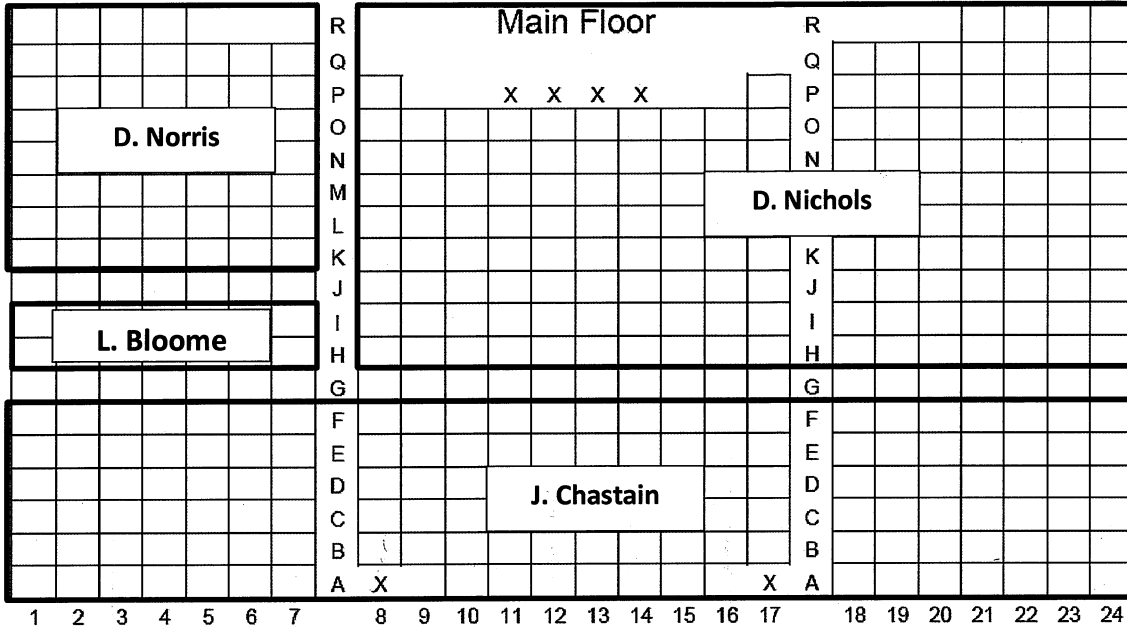 R Main Floor R
Q Q
P X X X X P
O O
D. Norris
N N
M D. Nichols
L
K K
J J
I I
L. Bloome
H H
G G
F F
E E
D D
J. Chastain
C C
B B
A X X A
1 2 3 4 5 6 7 8 9 10 11 12 13 14 15 16 17 18 19 20 21 22 23 24